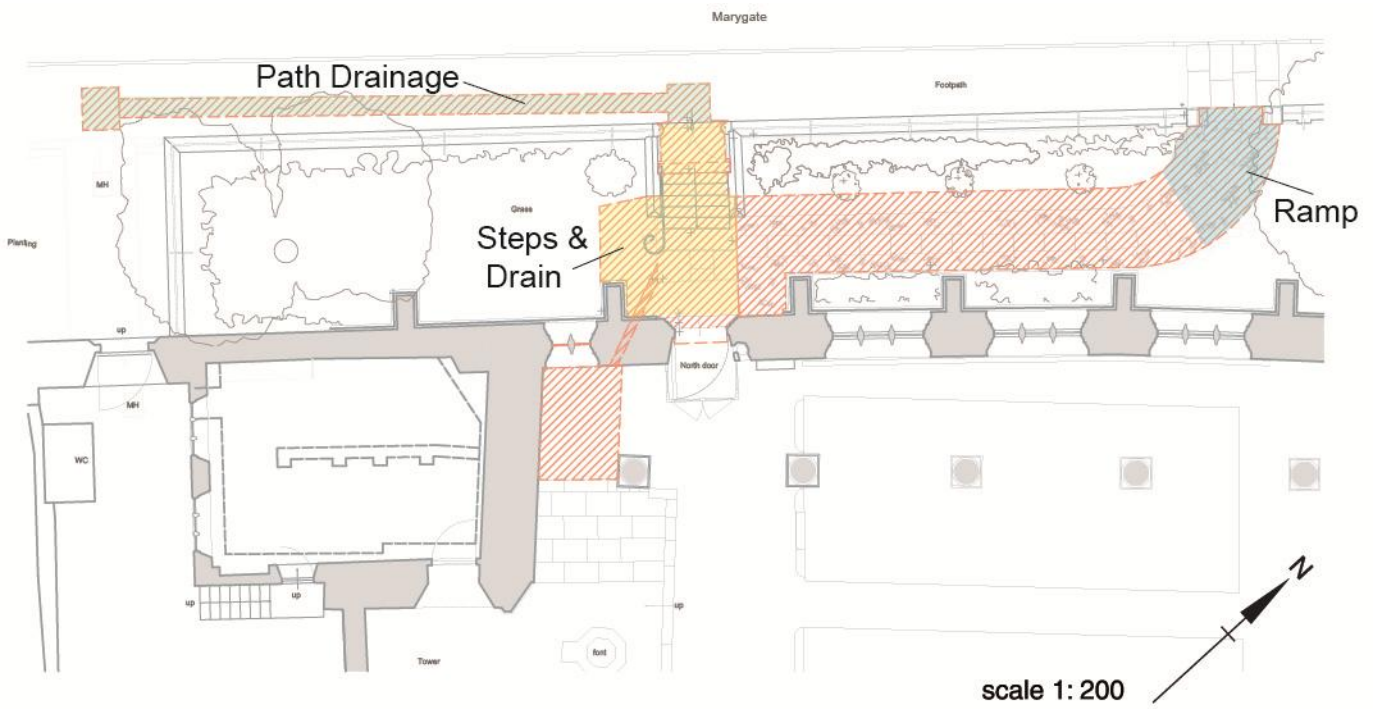 Marygate
Path Drainage
Footpath
MH
Grass
Planting
Steps &
Drain
Ramp
up
North door
MH
WC
up
up
up
Tower
font
N
scale 1: 200